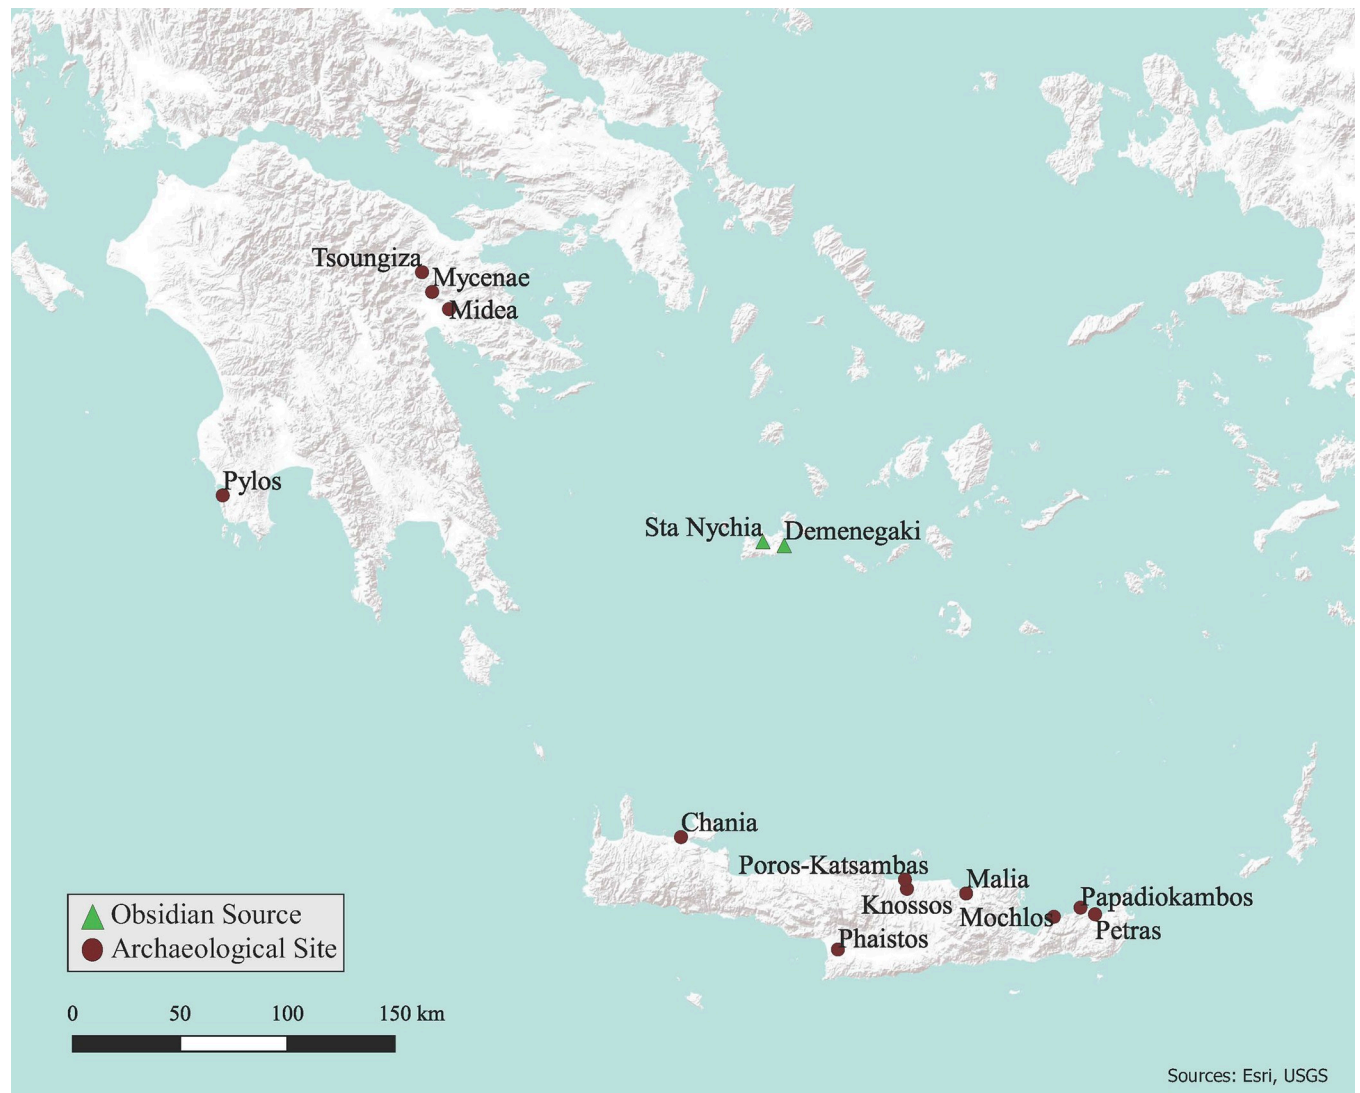 Tsoungiza
Mycenae
Midea
Pylos
Sta Nychia
Demenegaki
Chania
Poros-Katsambas
Knossos
Malia
Mochlos
Papadiokambos
Petras
Phaistos
Obsidian Source
Archaeological Site
0 50 100 150 km
Sources: Esri, USGS